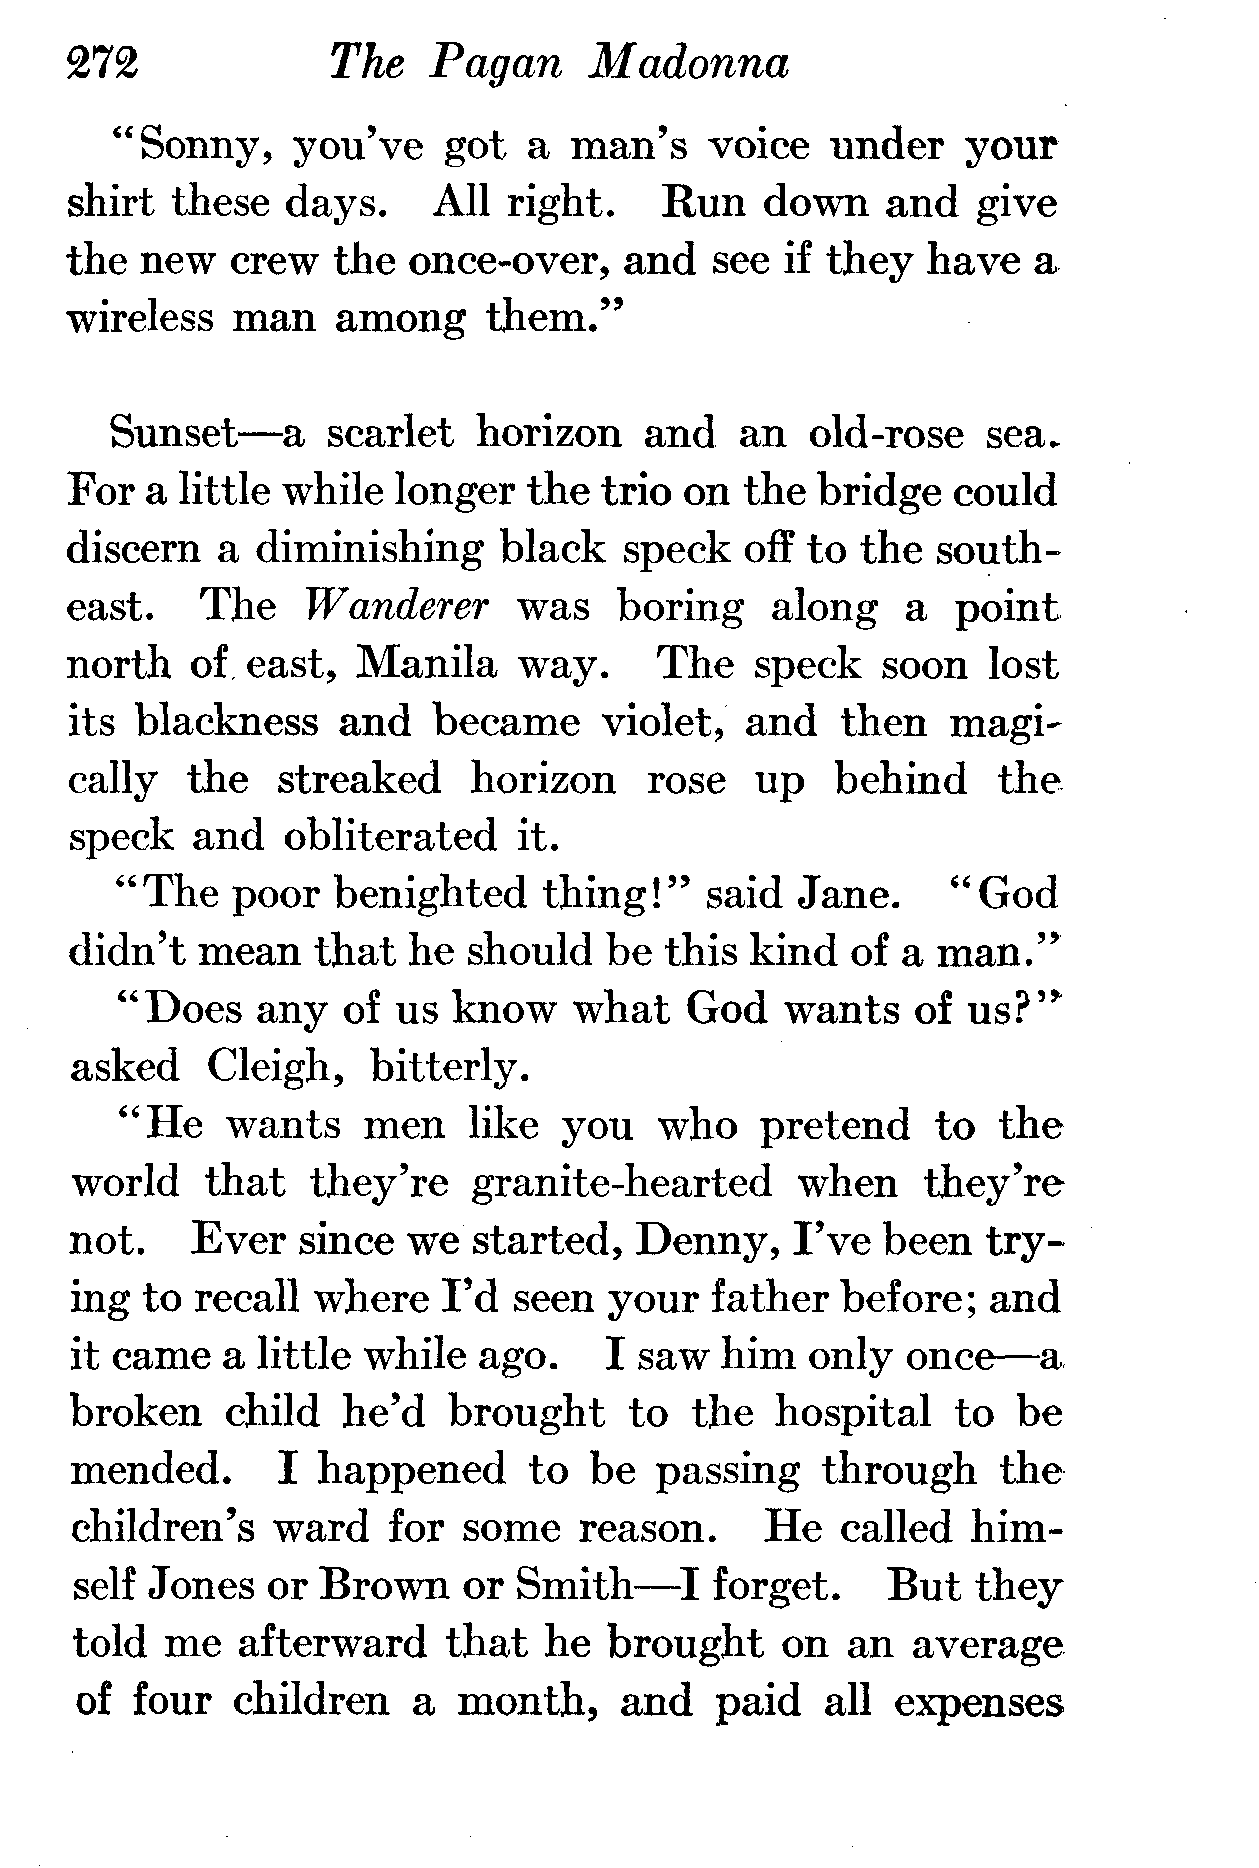 272 The Pagan Madonna
“Sonny, you’ve got a man’s voice under your
shirt these days. All right. Run down and give
the new crew the once-over, and see if they have a
wireless man among them.”
Sunset—a scarlet horizon and an old-rose sea.
For a little while longer the trio on the bridge could
discern a diminishing black speck off to the south-
east. The Wanderer was boring along a point
north of east, Manila way. The speck soon lost
its blackness and became violet, and then magi-
cally the streaked horizon rose up behind the
speck and obliterated it.
“The poor benighted thing!” said Jane. “God
didn’t mean that he should be this kind of a man.”
“Does any of us know what God wants of us?”
asked Cleigh, bitterly.
“He wants men like you who pretend to the
world that they’re granite-hearted when they’re
not. Ever since we started, Denny, I’ve been try-
ing to recall where I’d seen your father before; and
it came a little while ago. I saw him only once—a
broken child he’d brought to the hospital to be
mended. I happened to be passing through the
children’s ward for some reason. He called him-
self Jones or Brown or Smith—I forget. But they
told me afterward that he brought on an average
of four children a month, and paid all expenses